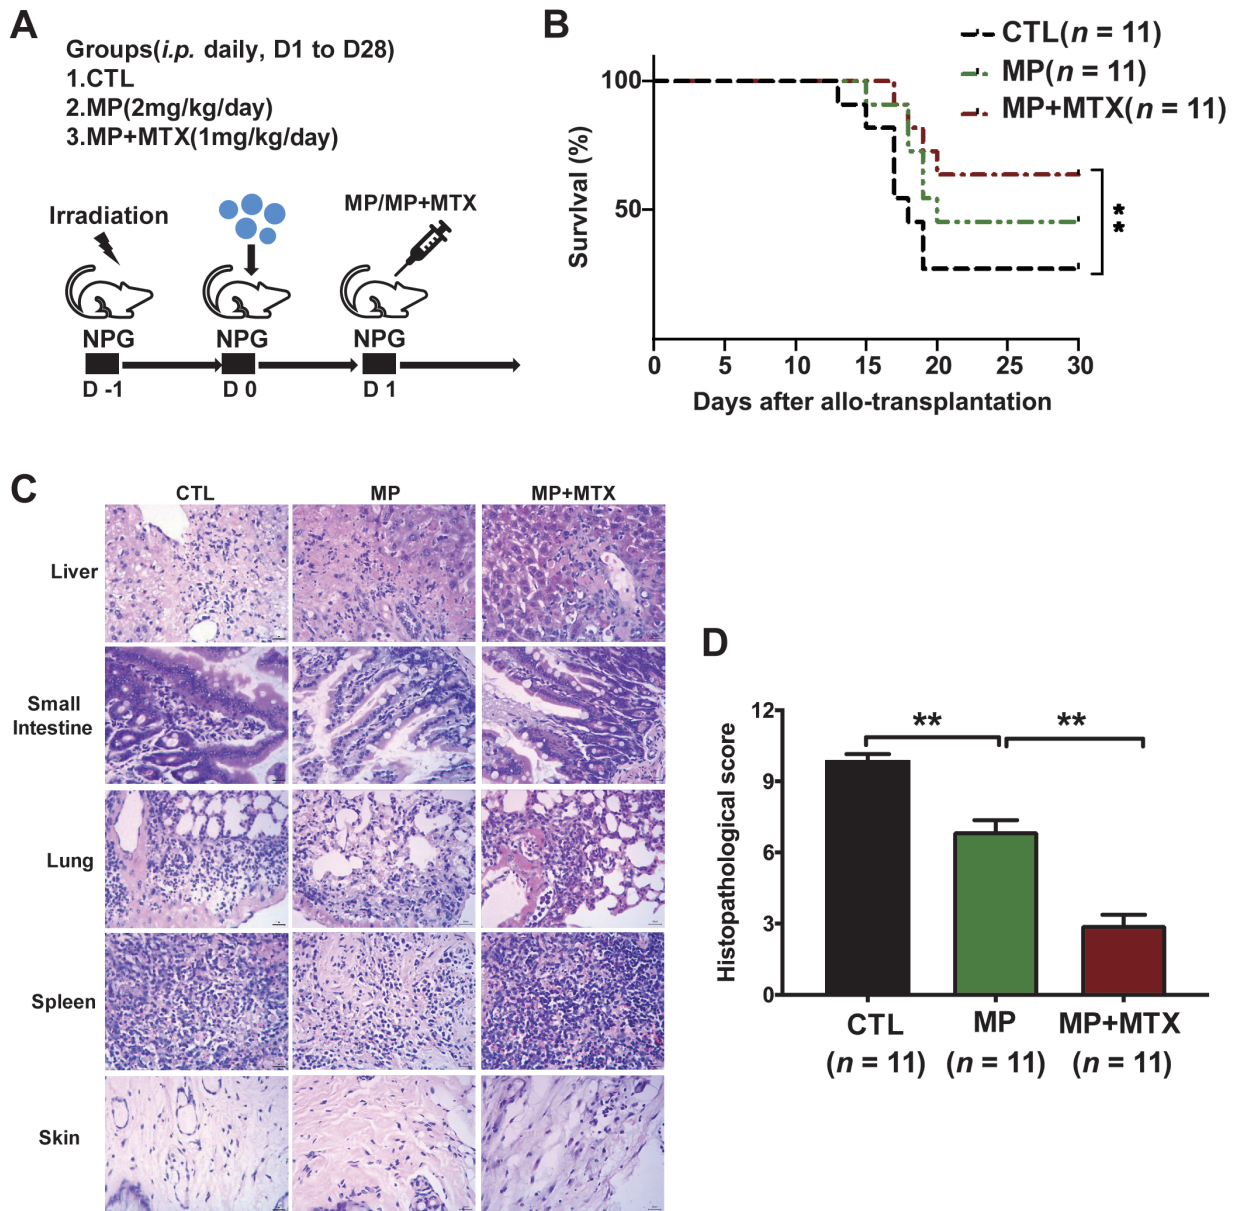 A
Groups(i.p. daily, D1 to D28)
1.CTL
2.MP(2mg/kg/day)
3.MP+MTX(1mg/kg/day)
Irradiation
MP/MP+MTX
NPG NPG NPG
D -1 D 0 D 1
B
CTL(n = 11)
MP(n = 11)
MP+MTX(n = 11)
Survival (%)
100
50
**
0 5 10 15 20 25 30
Days after allo-transplantation
C
CTL MP MP+MTX
Liver
Small
Intestine
Lung
Spleen
Skin
D
Histopathological score
12
9
6
3
0
** **
CTL MP MP+MTX
(n = 11) (n = 11) (n = 11)